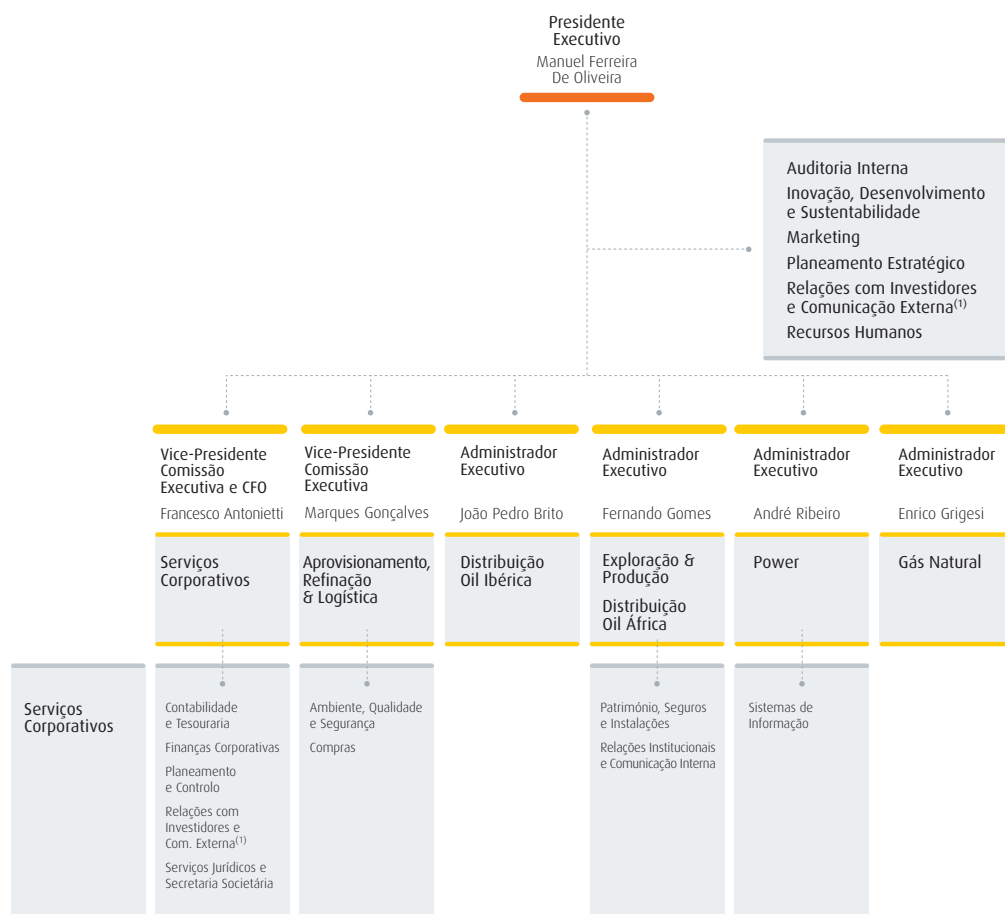 Presidente
Executivo
Manuel Ferreira
De Oliveira
Auditoria Interna
Inovação, Desenvolvimento
e Sustentabilidade
Marketing
Planeamento Estratégico
Relações com Investidores
e Comunicação Externa(1)
Recursos Humanos
Vice-Presidente
Comissão
Executiva e CFO
Francesco Antonietti
Serviços
Corporativos
Vice-Presidente
Comissão
Executiva
Marques Gonçalves
Aprovisionamento,
Refinação
& Logística
Administrador
Executivo
João Pedro Brito
Distribuição
Oil Ibérica
Administrador
Executivo
Fernando Gomes
Exploração &
Produção
Distribuição
Oil África
Administrador
Executivo
André Ribeiro
Power
Administrador
Executivo
Enrico Grigesi
Gás Natural
Serviços
Corporativos
Contabilidade
e Tesouraria
Finanças Corporativas
Planeamento
e Controlo
Relações com
Investidores e
Com. Externa(1)
Serviços Jurídicos e
Secretaria Societária
Ambiente, Qualidade
e Segurança
Compras
Património, Seguros
e Instalações
Relações Institucionais
e Comunicação Interna
Sistemas de
Informação